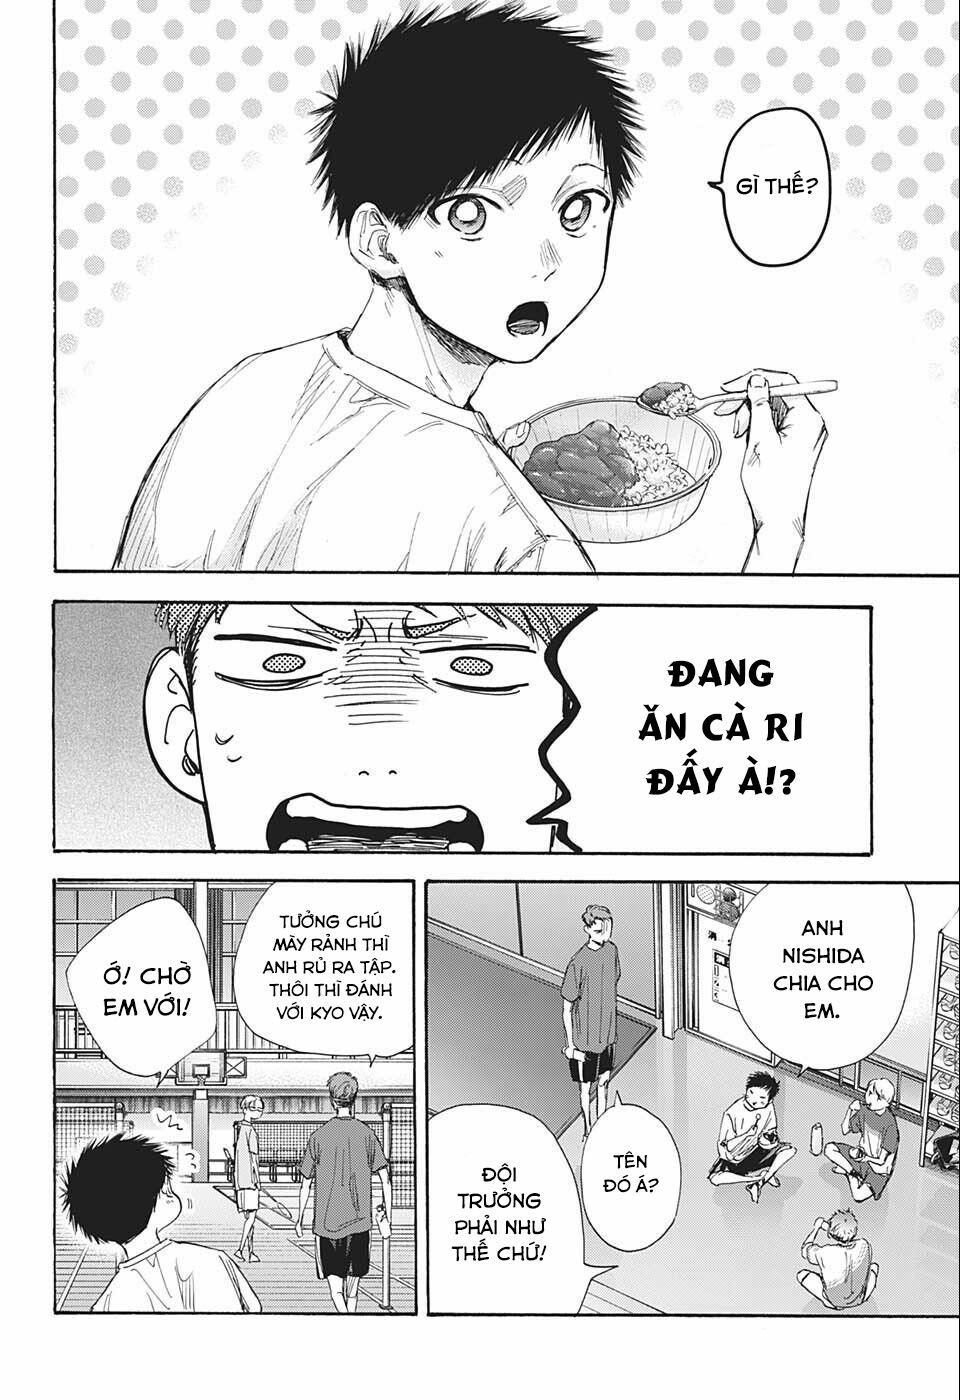 GÌ THẾ?
ĐANG
ĂN CÀ RI
ĐẤY À!?
ANH
NISHIDA
CHIA CHO
EM.
TÊN
ĐÓ Á?
ĐỘI
TRƯỞNG
PHẢI NHƯ
THẾ CHỨ!
TƯỞNG CHÚ
MÀY RẢNH THÌ
ANH RỦ RA TẬP.
THÔI THÌ ĐÁNH
VỚI KYO VẬY.
Ớ! CHỜ
EM VỚI!